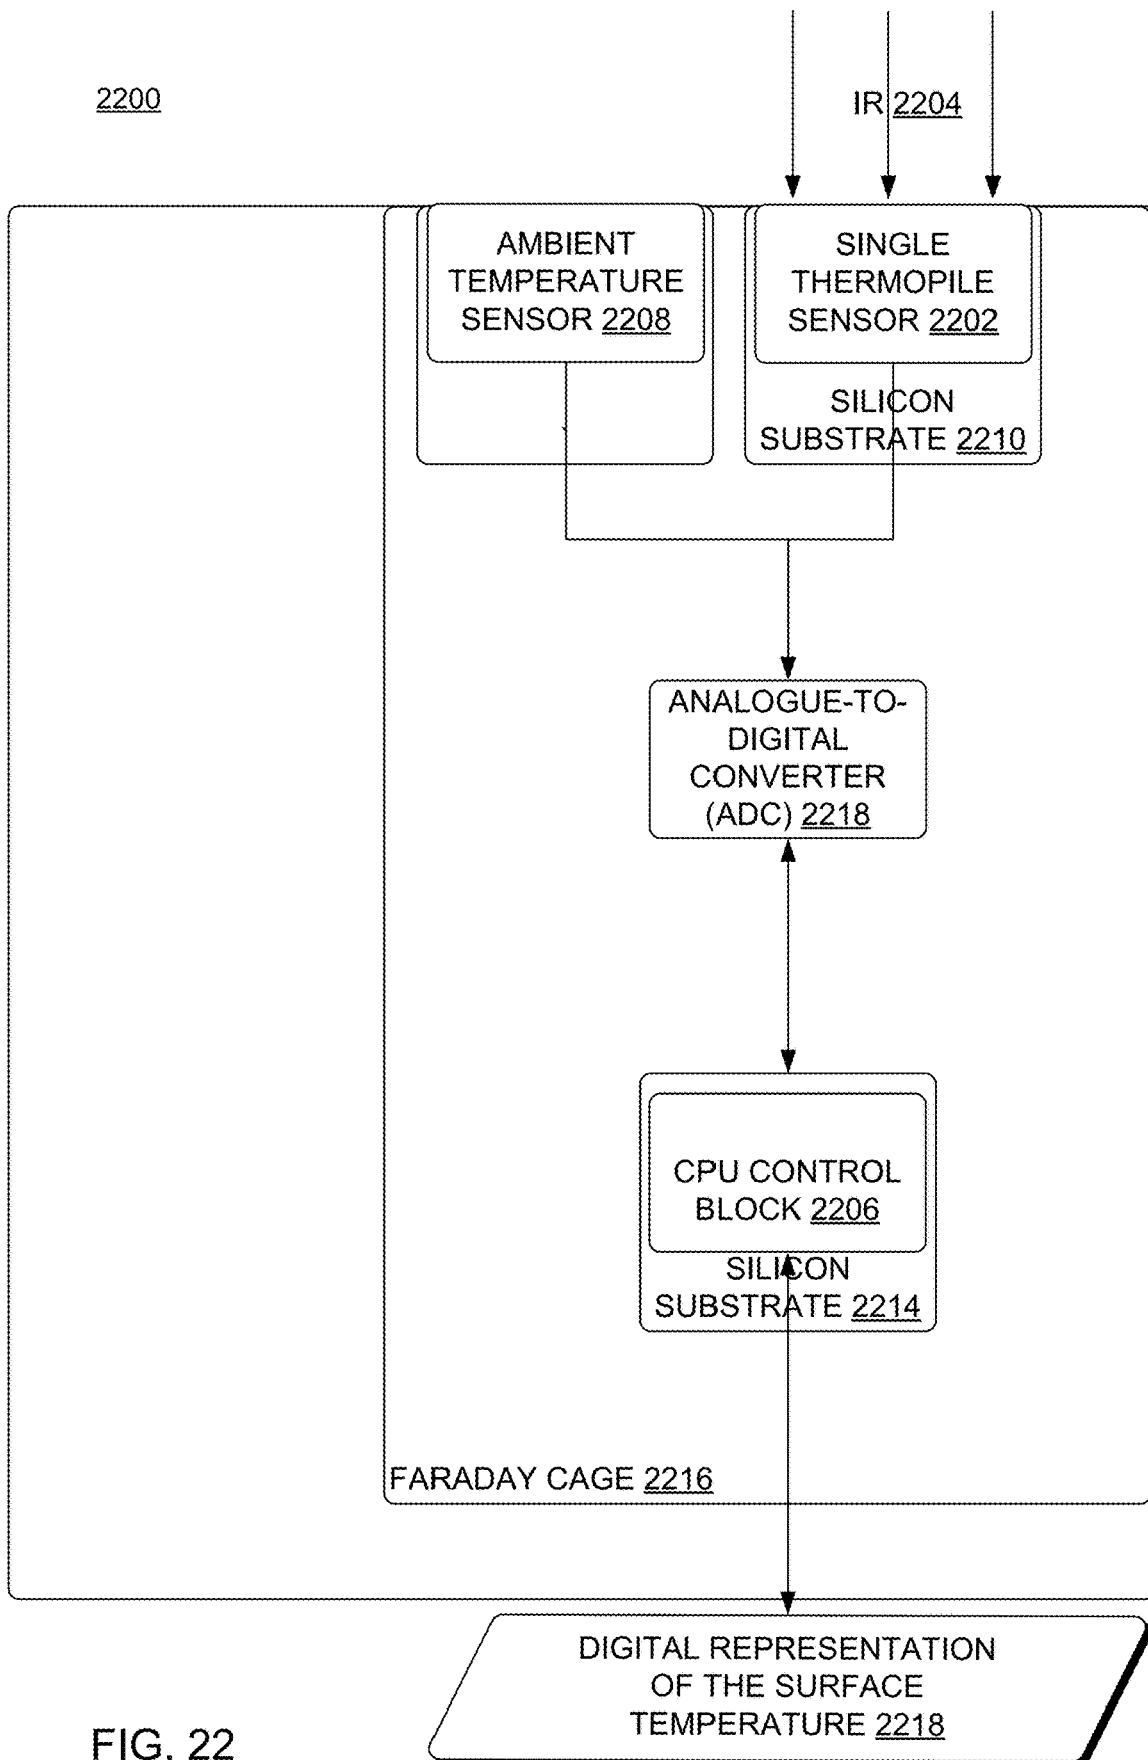 2200
IR 2204
AMBIENT
TEMPERATURE
SENSOR 2208
SINGLE
THERMOPILE
SENSOR 2202
SILICON
SUBSTRATE 2210
ANALOGUE-TO-
DIGITAL
CONVERTER
(ADC) 2218
CPU CONTROL
BLOCK 2206
SILICON
SUBSTRATE 2214
FARADAY CAGE 2216
DIGITAL REPRESENTATION
OF THE SURFACE
TEMPERATURE 2218
FIG. 22